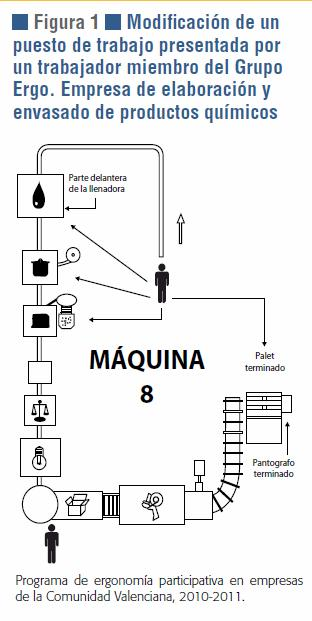 Figura 1 Modificación de un
puesto de trabajo presentada por
un trabajador miembro del Grupo
Ergo. Empresa de elaboración y
envasado de productos químicos
Parte delantera
de la llenadora
MÁQUINA
8
Palet
terminado
Pantografo
terminado
Programa de ergonomía participativa en empresas
de la Comunidad Valenciana, 2010-2011.